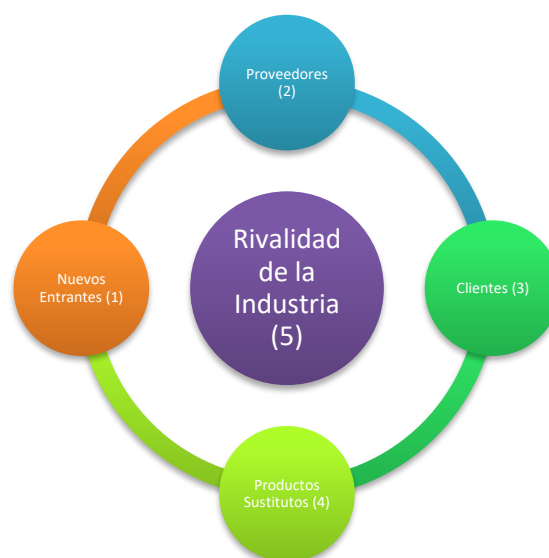 Proveedores
(2)
Rivalidad
de la
Industria
(5)
Nuevos
Entrantes (1)
Clientes (3)
Productos
Sustitutos (4)